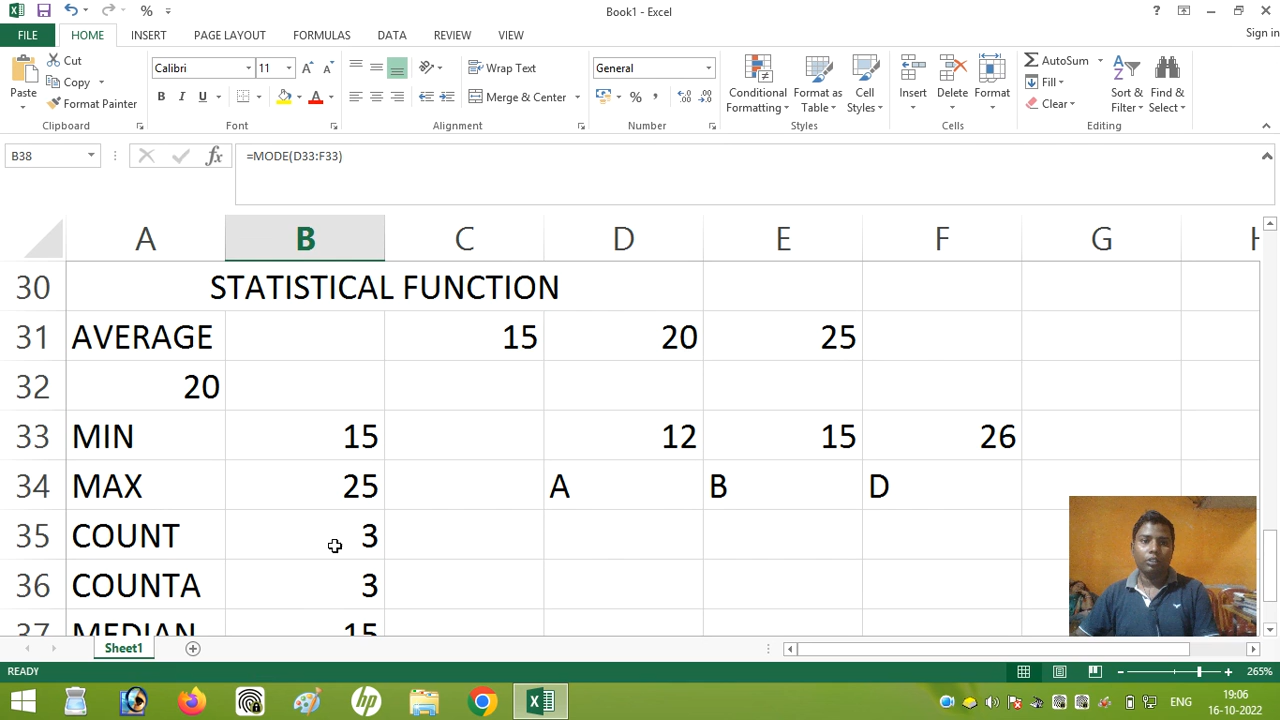 Book1 - Excel
%
?
Sign in
FILE HOME INSERT PAGE LAYOUT FORMULAS DATA REVIEW VIEW
Cut
Copy
Format Painter
Paste
Calibri 11 A A
B I U A
Wrap Text
Merge & Center
General
% ,
Conditional Formatting
Format as Table
Cell Styles
Insert
Delete
Format
AutoSum
Fill
Clear
Sort & Filter
Find & Select
Clipboard Font Alignment Number Styles Cells Editing
B38 fx =MODE(D33:F33)
A B C D E F G H
30 STATISTICAL FUNCTION
31 AVERAGE 15 20 25
32 20
33 MIN 15 12 15 26
34 MAX 25 A B D
35 COUNT 3
36 COUNTA 3
37 MEDIAN 15
Sheet1
READY 265%
ENG
19:06
16-10-2022